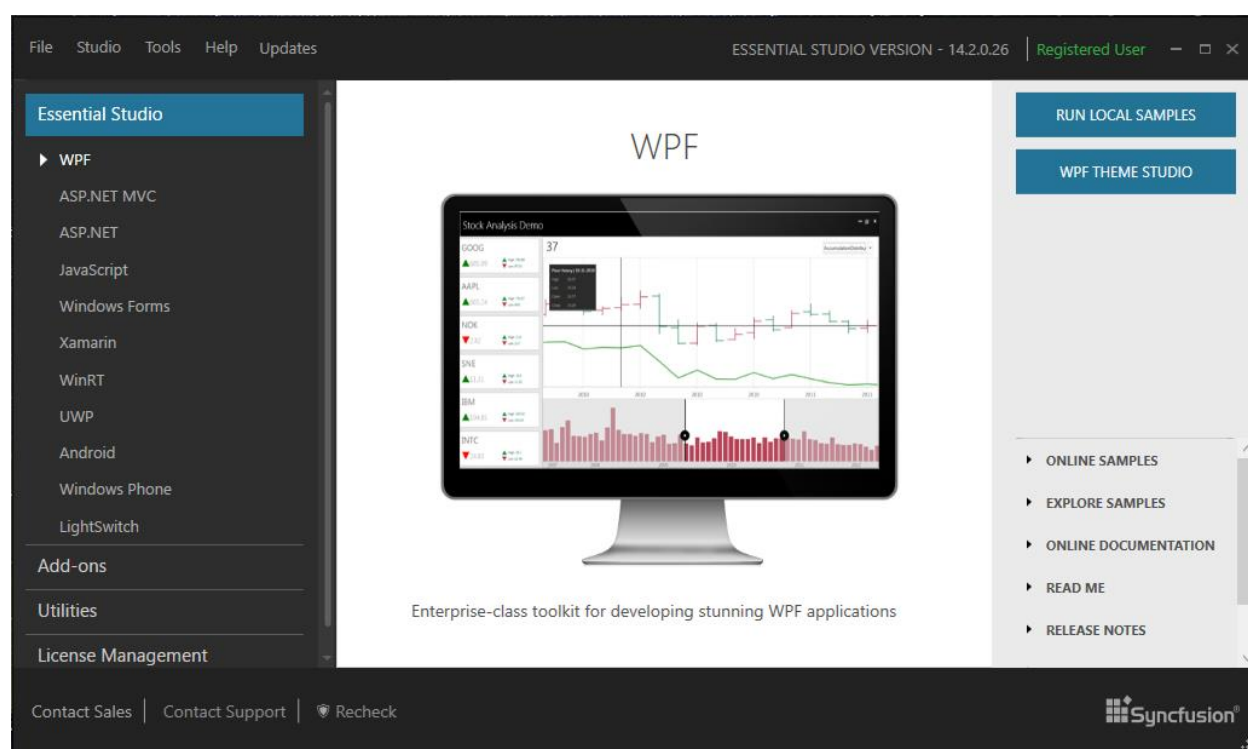 File Studio Tools Help Updates
ESSENTIAL STUDIO VERSION - 14.2.0.26 Registered User
Essential Studio
WPF
ASP.NET MVC
ASP.NET
JavaScript
Windows Forms
Xamarin
WinRT
UWP
Android
Windows Phone
LightSwitch
Add-ons
Utilities
License Management
WPF
Stock Analysis Demo
GOOG
AAPL
NOK
SNE
IBM
INTC
37
Enterprise-class toolkit for developing stunning WPF applications
RUN LOCAL SAMPLES
WPF THEME STUDIO
ONLINE SAMPLES
EXPLORE SAMPLES
ONLINE DOCUMENTATION
READ ME
RELEASE NOTES
Contact Sales Contact Support Recheck
Syncfusion®